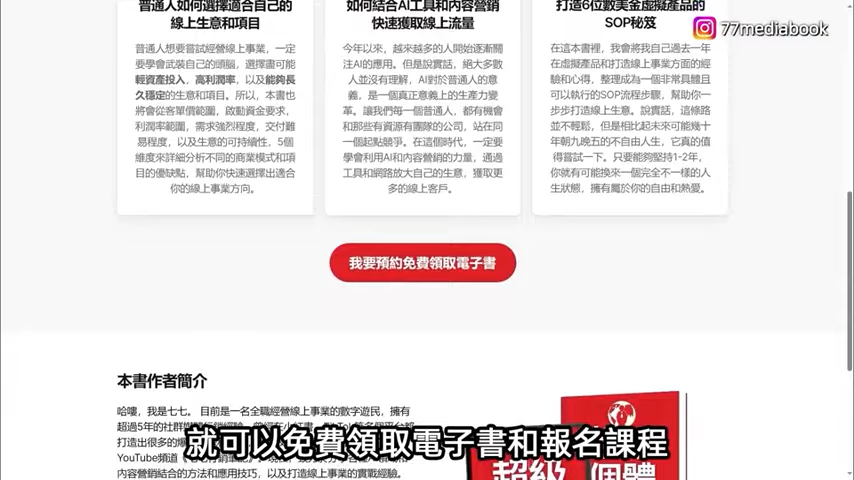 普通人如何選擇適合自己的
線上生意和項目
普通人想要嘗試經營線上事業，一定
要學會武裝自己的頭腦，選擇盡可能
輕資產投入，高利潤率，以及能夠長
久穩定的生意和項目。所以，本書也
將會從客單價範圍，啟動資金要求，
利潤率範圍，需求強烈程度，交付難
易程度，以及生意的可持續性，5個
維度來詳細分析不同的商業模式和項
目的優缺點，幫助你快速選擇出適合
你的線上事業方向。
如何結合AI工具和內容營銷
快速獲取線上流量
今年以來，越來越多的人開始逐漸關
注AI的應用。但是說實話，絕大多數
人並沒有理解，AI對於普通人的意
義，是一個真正意義上的生產力變
革。讓我們每一個普通人，都有機會
和那些有資源有團隊的公司，站在同
一個起點競爭。在這個時代，一定要
學會利用AI和內容營銷的力量，通過
工具和網路放大自己的生意，獲取更
多的線上客戶。
打造6位數美金虛擬產品的
SOP秘笈
在這本書裡，我會將我自己過去一年
在虛擬產品和打造線上事業方面的經
驗和心得，整理成為一個非常具體且
可以執行的SOP流程步驟，幫助你一
步步打造線上生意。說實話，這條路
並不輕鬆，但是相比起未來可能幾十
年朝九晚五的不自由人生，它真的值
得嘗試一下。只要能夠堅持1-2年，
你就有可能換來一個完全不一樣的人
生狀態，擁有屬於你的自由和熱愛。
77mediabook
我要預約免費領取電子書
本書作者簡介
哈嘍，我是七七。 目前是一名全職經營線上事業的數字遊民，擁有
超過5年的社群
打造出很多的
YouTube頻道
內容營銷結合的方法和應用技巧，以及打造線上事業的實戰經驗。
超級 個體
就可以免費領取電子書和報名課程